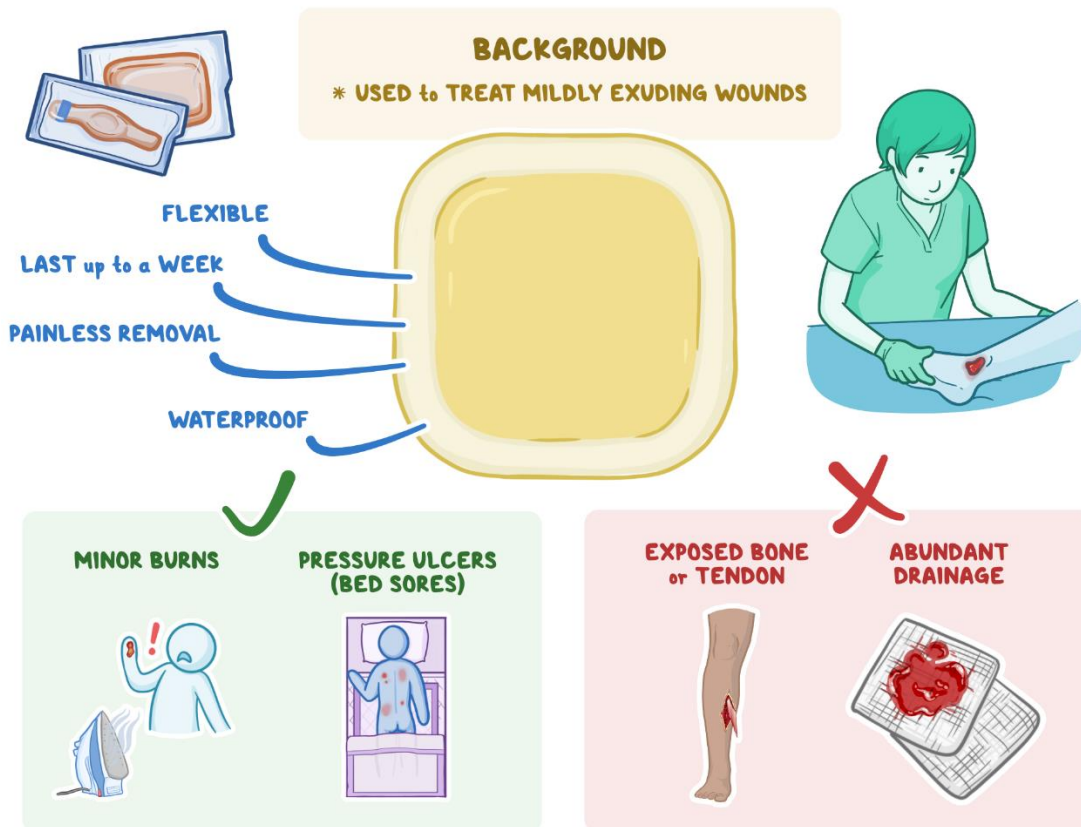 BACKGROUND
* USED to TREAT MILDLY EXUDING WOUNDS
FLEXIBLE
LAST up to a WEEK
PAINLESS REMOVAL
WATERPROOF
MINOR BURNS
PRESSURE ULCERS
(BED SORES)
!
EXPOSED BONE
or TENDON
ABUNDANT
DRAINAGE